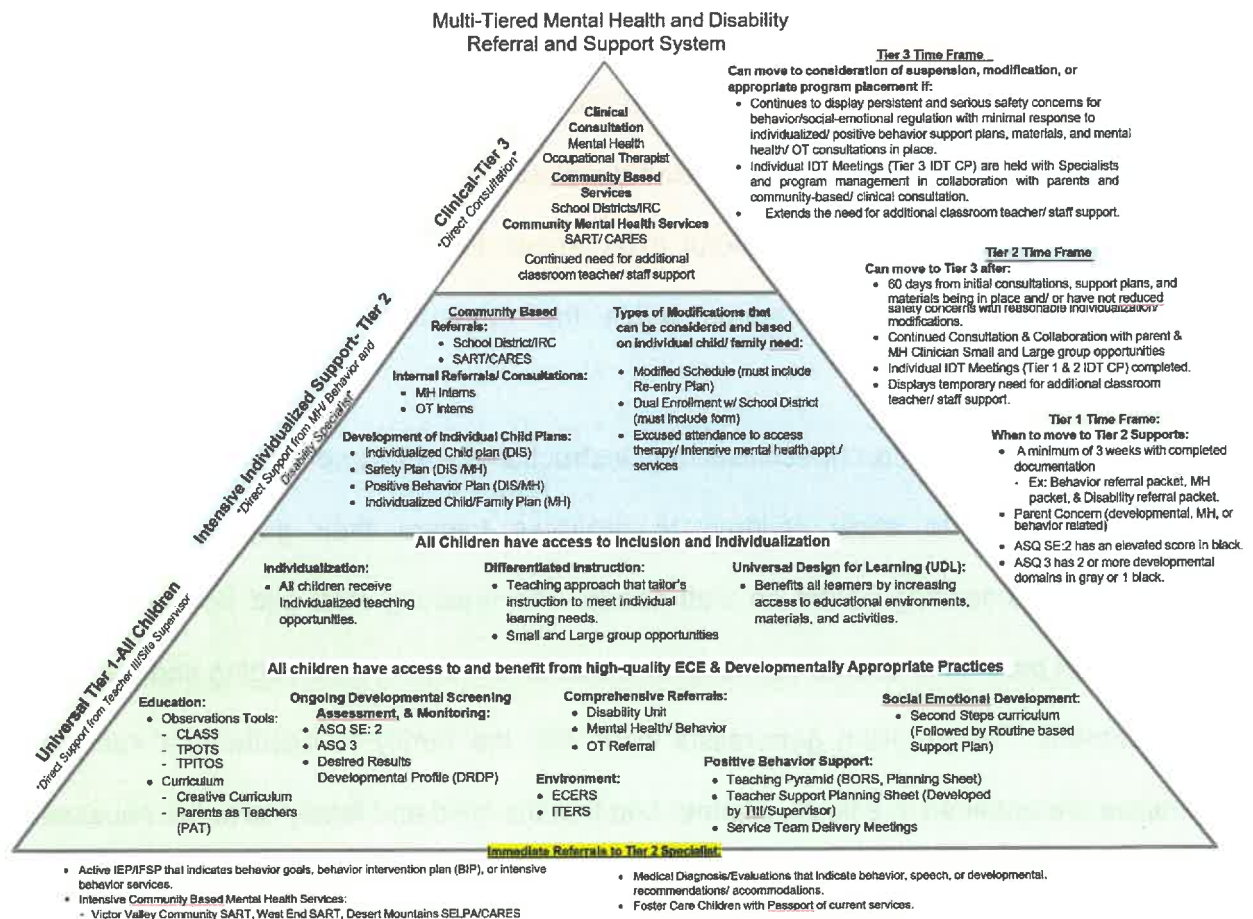 Multi-Tiered Mental Health and Disability
Referral and Support System
Tier 3 Time Frame
Can move to consideration of suspension, modification, or
appropriate program placement if:
• Continues to display persistent and serious safety concerns for
behavior/social-emotional regulation with minimal response to
individualized/ positive behavior support plans, materials, and mental
health/ OT consultations in place.
• Individual IDT Meetings (Tier 3 IDT CP) are held with Specialists
and program management in collaboration with parents and
community-based/ clinical consultation.
• Extends the need for additional classroom teacher/ staff support.
Clinical-Tier 3
"Direct Consultation"
Clinical
Consultation
Mental Health
Occupational Therapist
Community Based
Services
School Districts/IRC
Community Mental Health Services
SART/ CARES
Continued need for additional
classroom teacher/ staff support
Tier 2 Time Frame
Can move to Tier 3 after:
• 60 days from initial consultations, support plans, and
materials being in place and/ or have not reduced
safety concerns with reasonable individualization/
modifications.
• Continued Consultation & Collaboration with parent &
MH Clinician Small and Large group opportunities
• Individual IDT Meetings (Tier 1 & 2 IDT CP) completed.
• Displays temporary need for additional classroom
teacher/ staff support.
Intensive Individualized Support- Tier 2
"Direct Support from MH/ Behavior and
Disability Specialist"
Community Based
Referrals:
• School District/IRC
• SART/CARES
Internal Referrals/ Consultations:
• MH Interns
• OT Interns
Development of Individual Child Plans:
• Individualized Child plan (DIS)
• Safety Plan (DIS /MH)
• Positive Behavior Plan (DIS/MH)
• Individualized Child/Family Plan (MH)
Types of Modifications that
can be considered and based
on individual child/ family need:
• Modified Schedule (must include
Re-entry Plan)
• Dual Enrollment w/ School District
(must include form)
• Excused attendance to access
therapy/ Intensive mental health appt./
services
Tier 1 Time Frame:
When to move to Tier 2 Supports:
• A minimum of 3 weeks with completed
documentation
- Ex: Behavior referral packet, MH
packet, & Disability referral packet.
• Parent Concern (developmental, MH, or
behavior related)
• ASQ SE:2 has an elevated score in black.
• ASQ 3 has 2 or more developmental
domains in gray or 1 black.
Universal Tier 1-All Children
"Direct Support from Teacher III/Site Supervisor
All Children have access to Inclusion and Individualization
Individualization:
• All children receive
Individualized teaching
opportunities.
Differentiated Instruction:
• Teaching approach that tailor's
instruction to meet individual
learning needs.
• Small and Large group opportunities
Universal Design for Learning (UDL):
• Benefits all learners by increasing
access to educational environments,
materials, and activities.
All children have access to and benefit from high-quality ECE & Developmentally Appropriate Practices
Education:
• Observations Tools:
- CLASS
- TPOTS
- TPITOS
• Curriculum
- Creative Curriculum
- Parents as Teachers
(PAT)
Ongoing Developmental Screening
Assessment, & Monitoring:
• ASQ SE: 2
• ASQ 3
• Desired Results
Developmental Profile (DRDP)
Comprehensive Referrals:
• Disability Unit
• Mental Health/ Behavior
• OT Referral
Environment:
• ECERS
• ITERS
Social Emotional Development:
• Second Steps curriculum
(Followed by Routine based
Support Plan)
Positive Behavior Support:
• Teaching Pyramid (BORS, Planning Sheet)
• Teacher Support Planning Sheet (Developed
by TIII/Supervisor)
• Service Team Delivery Meetings
Immediate Referrals to Tier 2 Specialist:
• Active IEP/IFSP that indicates behavior goals, behavior intervention plan (BIP), or intensive
behavior services.
• Intensive Community Based Mental Health Services:
- Victor Valley Community SART, West End SART, Desert Mountains SELPA/CARES
• Medical Diagnosis/Evaluations that indicate behavior, speech, or developmental.
recommendations/ accommodations.
• Foster Care Children with Passport of current services.